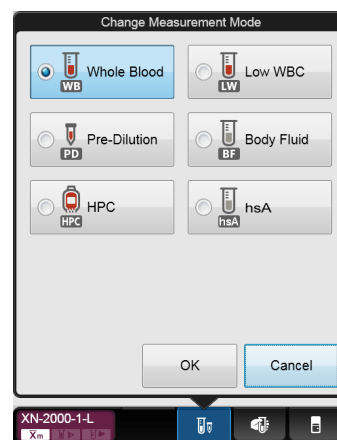 Change Measurement Mode
WB Whole Blood
LW Low WBC
PD Pre-Dilution
BF Body Fluid
HPC HPC
hsA hsA
OK Cancel
XN-2000-1-L
Xm